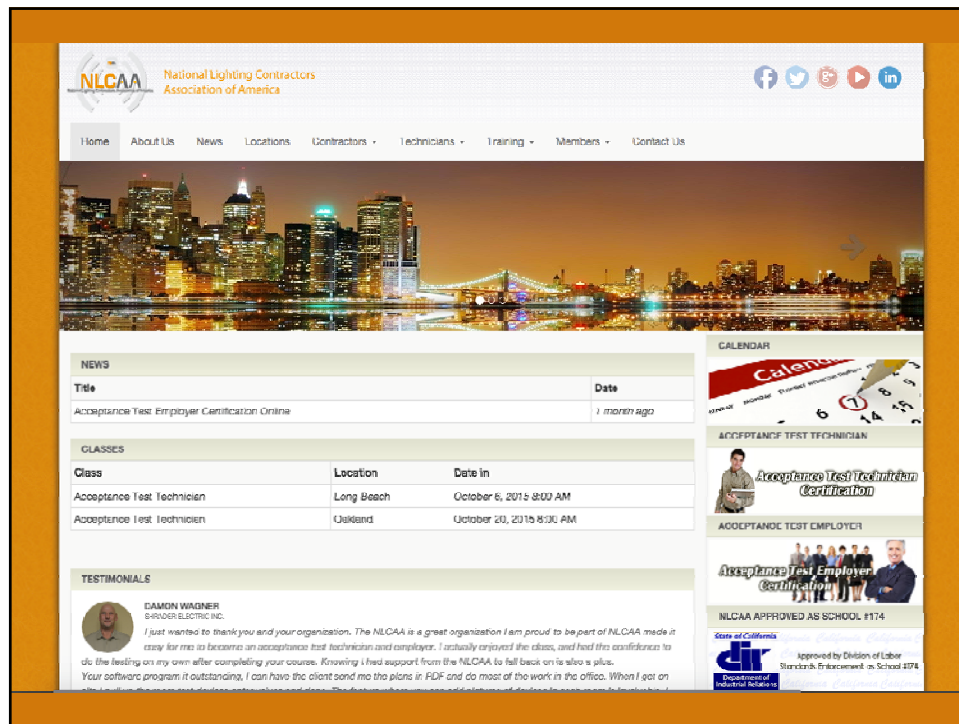 NLCAA
National Lighting Contractors
Association of America
Home About Us News Locations Contractors Technicians Training Members Contact Us
NEWS
Title Date
Acceptance Test Employer Certification Online 1 month ago
CLASSES
Class Location Date in
Acceptance Test Technician Long Beach October 6, 2015 8:00 AM
Acceptance Test Technician Oakland October 20, 2015 8:00 AM
TESTIMONIALS
DAMON WAGNER
SHRADER ELECTRIC INC.
I just wanted to thank you and your organization. The NLCAA is a great organization I am proud to be part of NLCAA made it
easy for me to become an acceptance test technician and employer. I actually enjoyed the class, and had the confidence to
do the testing on my own after completing your course. Knowing I had support from the NLCAA to fall back on is also a plus.
Your software program it outstanding, I can have the client send me the plans in PDF and do most of the work in the office. When I get on
CALENDAR
Calend
6 7 8 9
14 15
ACCEPTANCE TEST TECHNICIAN
Acceptance Test Technician
Certification
ACCEPTANCE TEST EMPLOYER
Acceptance Test Employer
Certification
NLCAA APPROVED AS SCHOOL #174
State of California
dir
Department of
Industrial Relations
Approved by Division of Labor
Standards Enforcement as School #174